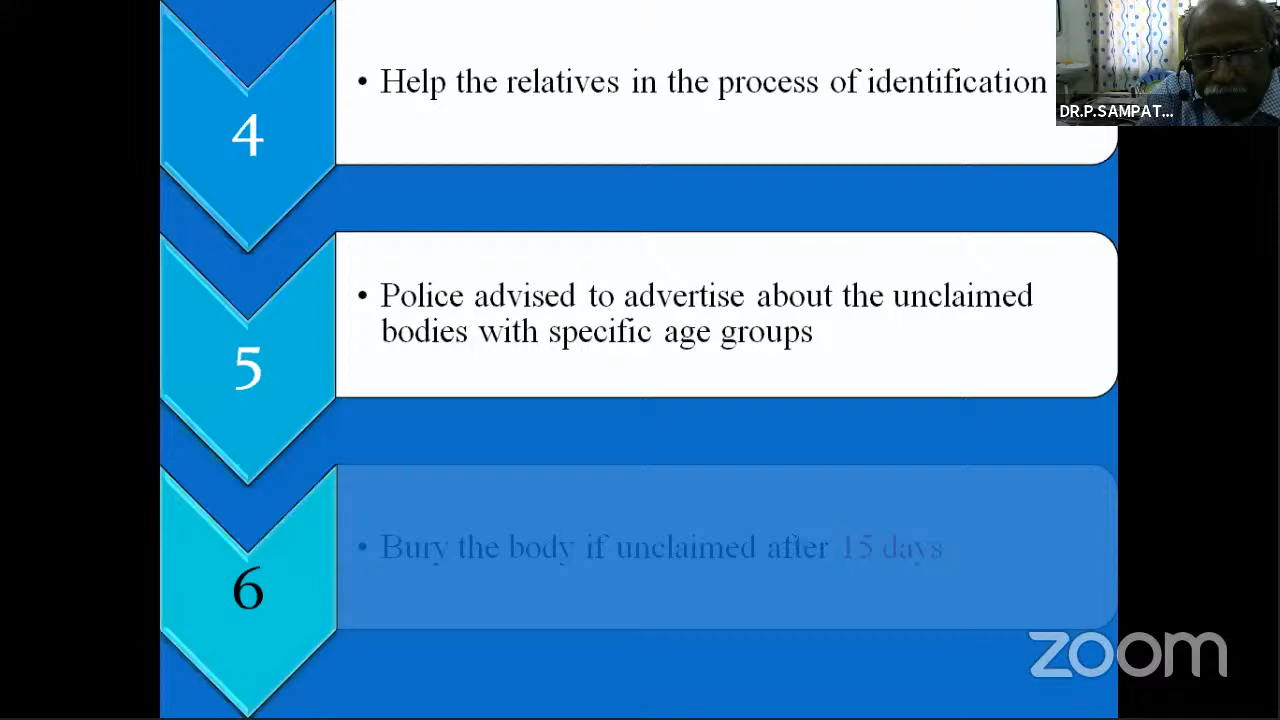 4
• Help the relatives in the process of identification
DR.P.SAMPAT...
5
• Police advised to advertise about the unclaimed
bodies with specific age groups
6
• Bury the body if unclaimed after 15 days
zoom